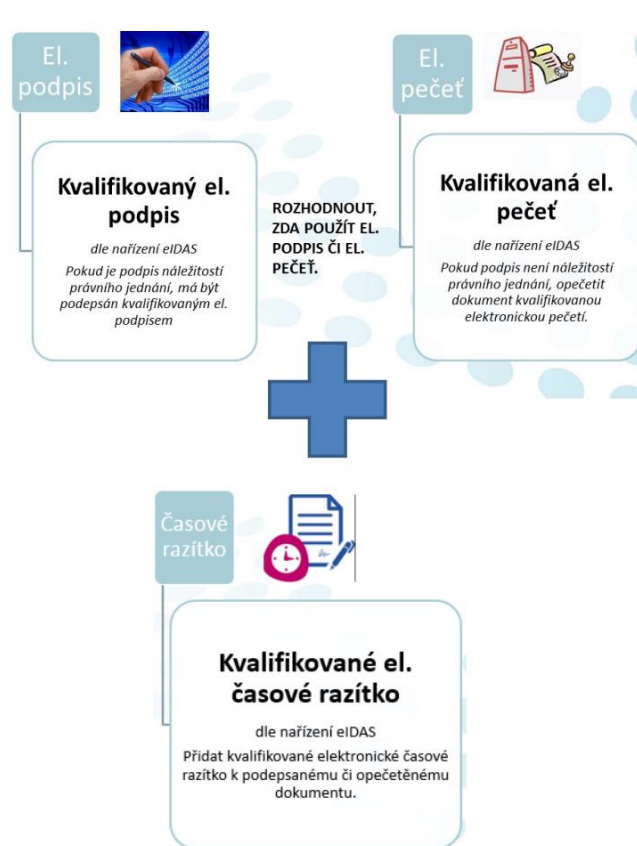 El.
podpis
Kvalifikovaný el.
podpis
dle nařízení eIDAS
Pokud je podpis náležitostí
právního jednání, má být
podepsán kvalifikovaným el.
podpisem
ROZHODNOUT,
ZDA POUŽÍT EL.
PODPIS ČI EL.
PEČEŤ.
El.
pečeť
Kvalifikovaná el.
pečeť
dle nařízení eIDAS
Pokud podpis není náležitostí
právního jednání, opečetit
dokument kvalifikovanou
elektronickou pečetí.
Časové
razítko
Kvalifikované el.
časové razítko
dle nařízení eIDAS
Přidat kvalifikované elektronické časové
razítko k podepsanému či opečetěnému
dokumentu.